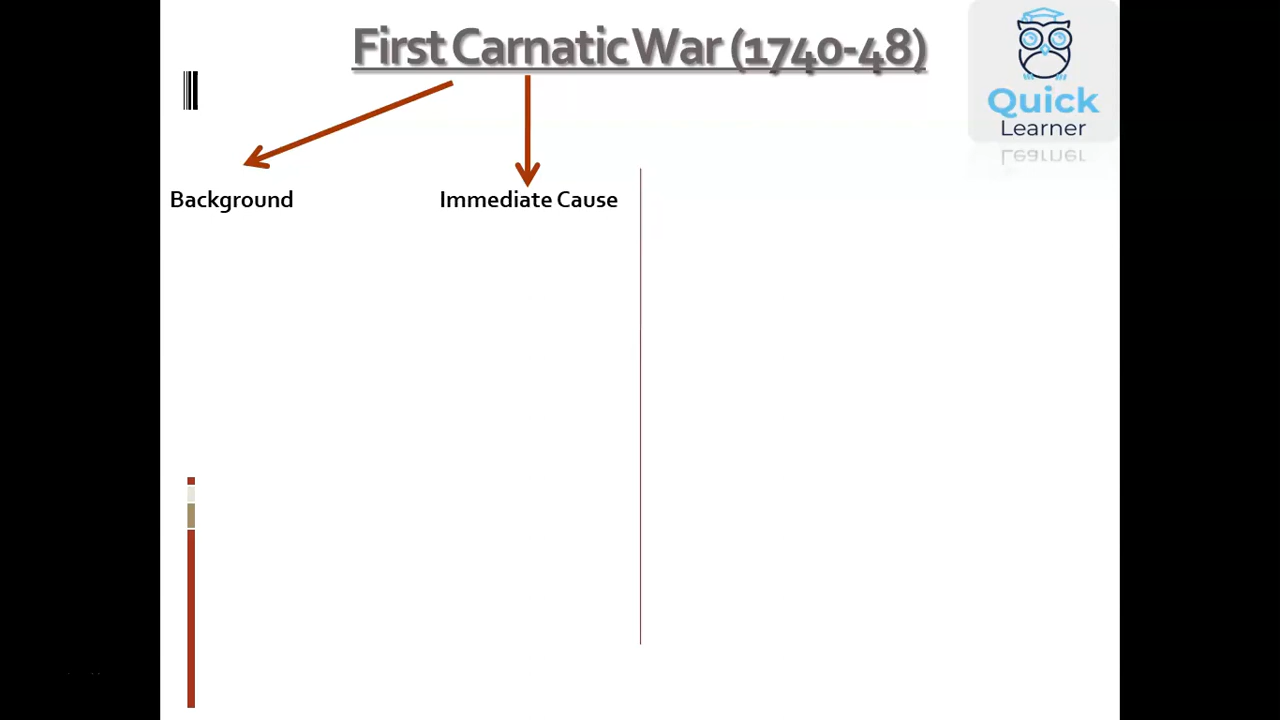 First Carnatic War (1740-48)
Quick
Learner
Background
Immediate Cause